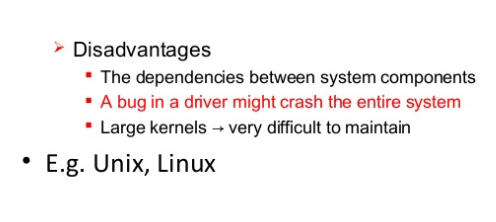 ➢ Disadvantages
▪ The dependencies between system components
▪ A bug in a driver might crash the entire system
▪ Large kernels → very difficult to maintain
• E.g. Unix, Linux